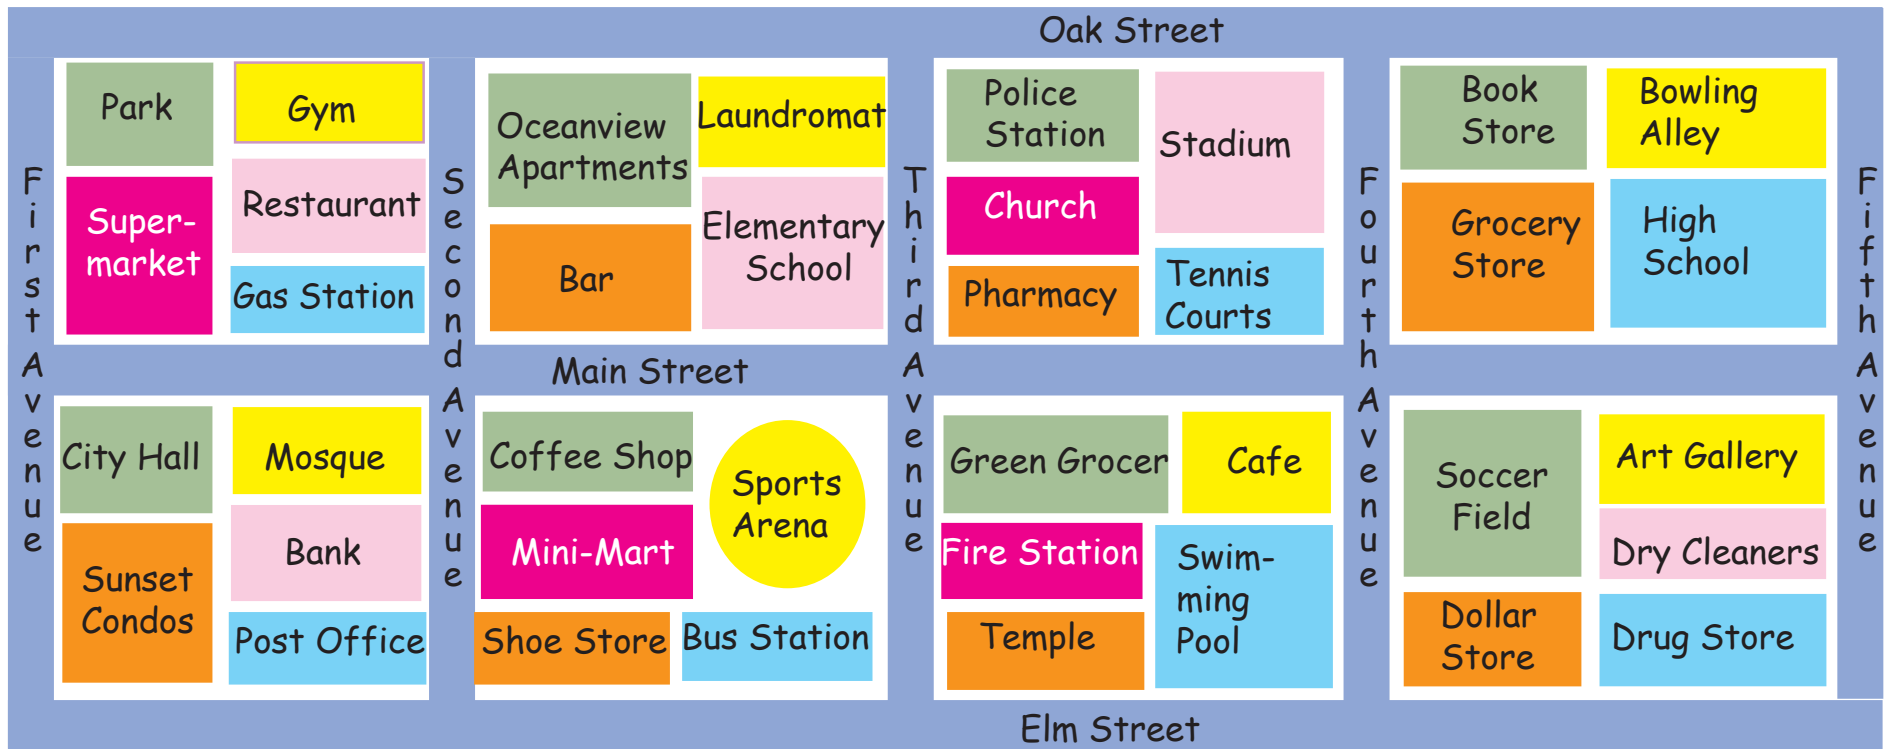 Oak Street
First Avenue
Second Avenue
Third Avenue
Fourth Avenue
Fifth Avenue
Park
Gym
Super-
market
Restaurant
Gas Station
Oceanview
Apartments
Laundromat
Bar
Elementary
School
Police
Station
Stadium
Church
Pharmacy
Tennis
Courts
Book
Store
Bowling
Alley
Grocery
Store
High
School
Main Street
City Hall
Mosque
Sunset
Condos
Bank
Post Office
Coffee Shop
Sports
Arena
Mini-Mart
Shoe Store
Bus Station
Green Grocer
Cafe
Fire Station
Swim-
ming
Pool
Temple
Soccer
Field
Art Gallery
Dry Cleaners
Dollar
Store
Drug Store
Elm Street